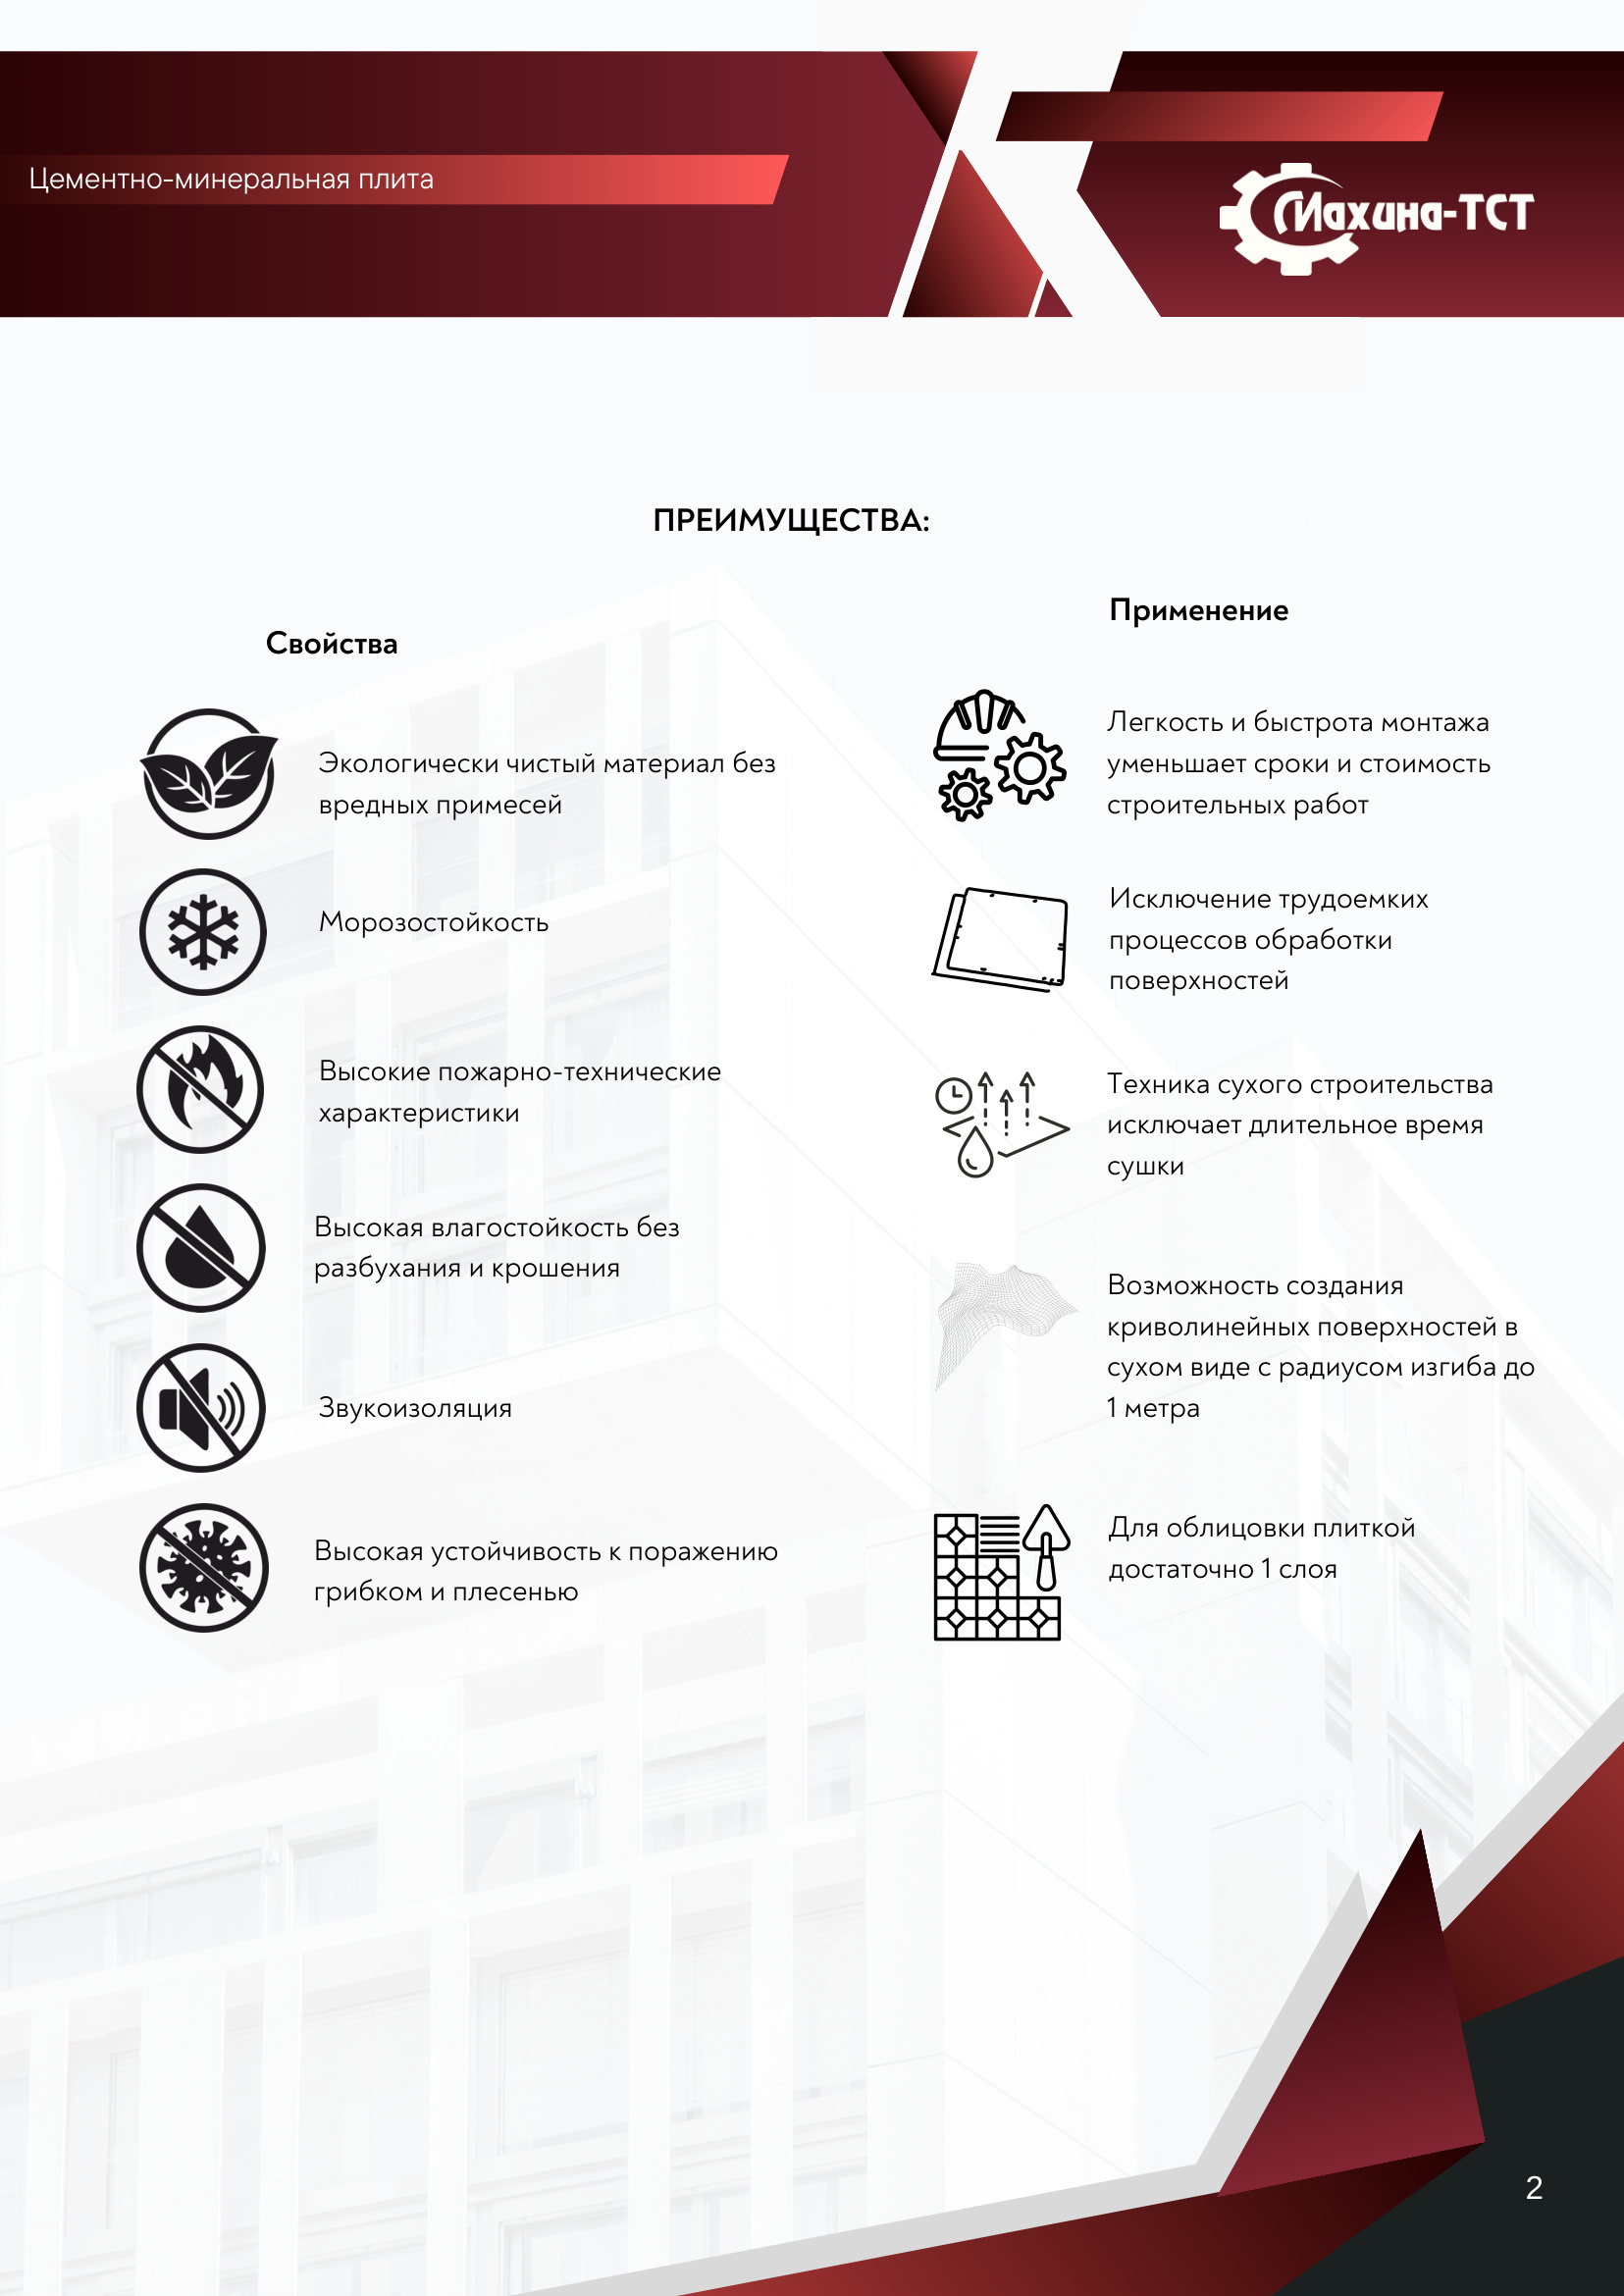 Цементно-минеральная плита
Махина-ТСТ
ПРЕИМУЩЕСТВА:
Свойства
Экологически чистый материал без
вредных примесей
Морозостойкость
Высокие пожарно-технические
характеристики
Высокая влагостойкость без
разбухания и крошения
Звукоизоляция
Высокая устойчивость к поражению
грибком и плесенью
Применение
Легкость и быстрота монтажа
уменьшает сроки и стоимость
строительных работ
Исключение трудоемких
процессов обработки
поверхностей
Техника сухого строительства
исключает длительное время
сушки
Возможность создания
криволинейных поверхностей в
сухом виде с радиусом изгиба до
1 метра
Для облицовки плиткой
достаточно 1 слоя
2